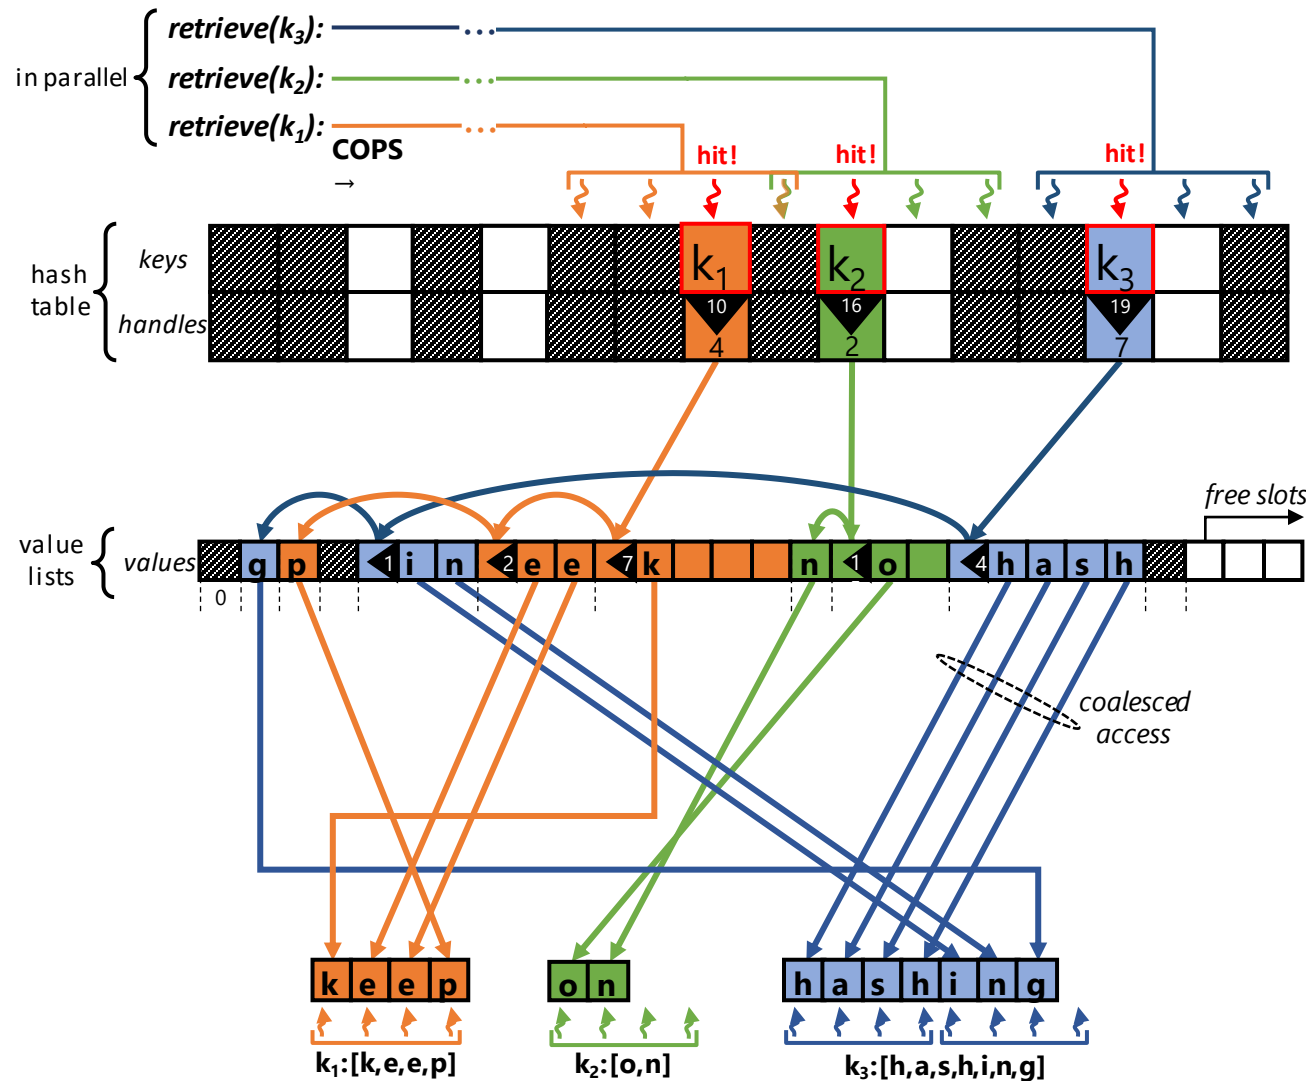 in parallel
retrieve(k3):
retrieve(k2):
retrieve(k1):
...
...
...
COPS
→
hit!
hit!
hit!
hash
table
keys
handles
k1
k2
k3
10
16
19
4
2
7
free slots
value
lists
values
g p 1 i n 2 e e 7 k n 1 o 4 h a s h
0
coalesced
access
k e e p
o n
h a s h i n g
k1:[k,e,e,p]
k2:[o,n]
k3:[h,a,s,h,i,n,g]